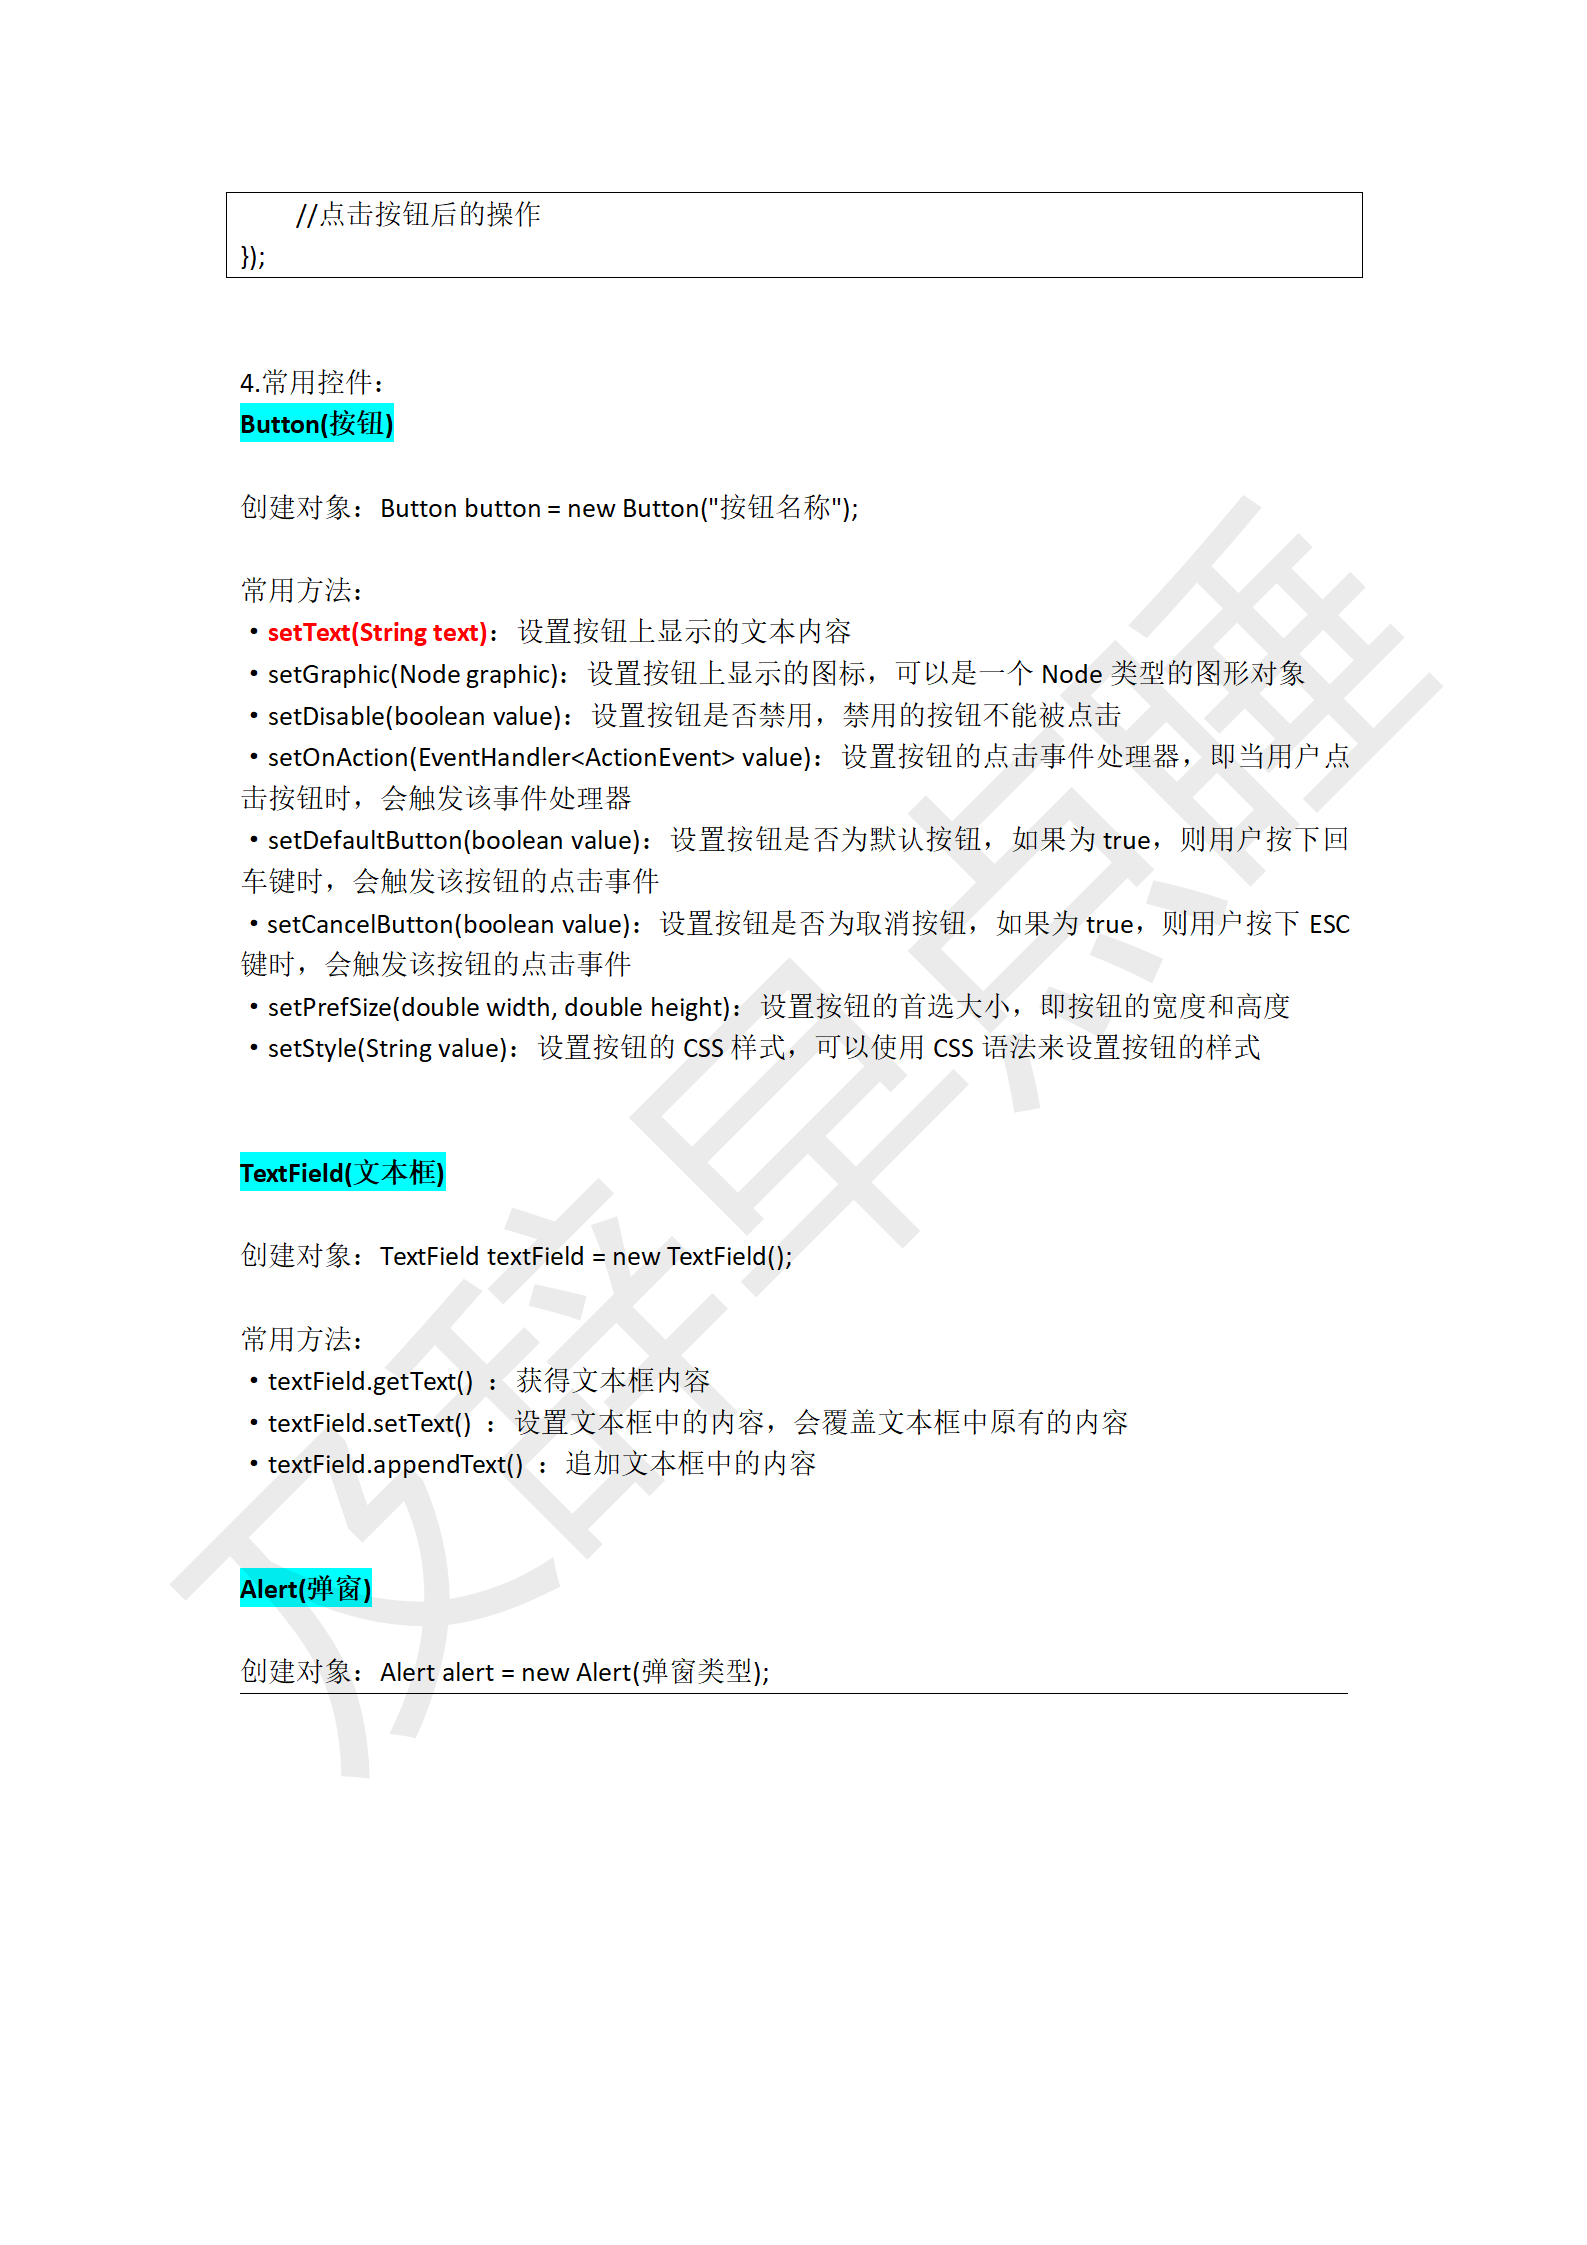 //点击按钮后的操作
});
4.常用控件：
Button(按钮)
创建对象：Button button = new Button("按钮名称");
常用方法：
·setText(String text)：设置按钮上显示的文本内容
·setGraphic(Node graphic)：设置按钮上显示的图标，可以是一个 Node 类型的图形对象
·setDisable(boolean value)：设置按钮是否禁用，禁用的按钮不能被点击
·setOnAction(EventHandler<ActionEvent> value)：设置按钮的点击事件处理器，即当用户点
击按钮时，会触发该事件处理器
·setDefaultButton(boolean value)：设置按钮是否为默认按钮，如果为 true，则用户按下回
车键时，会触发该按钮的点击事件
·setCancelButton(boolean value)：设置按钮是否为取消按钮，如果为 true，则用户按下 ESC
键时，会触发该按钮的点击事件
·setPrefSize(double width, double height)：设置按钮的首选大小，即按钮的宽度和高度
·setStyle(String value)：设置按钮的 CSS 样式，可以使用 CSS 语法来设置按钮的样式
TextField(文本框)
创建对象：TextField textField = new TextField();
常用方法：
·textField.getText() ：获得文本框内容
·textField.setText() ：设置文本框中的内容，会覆盖文本框中原有的内容
·textField.appendText() ：追加文本框中的内容
Alert(弹窗)
创建对象：Alert alert = new Alert(弹窗类型);
及辞早点睡